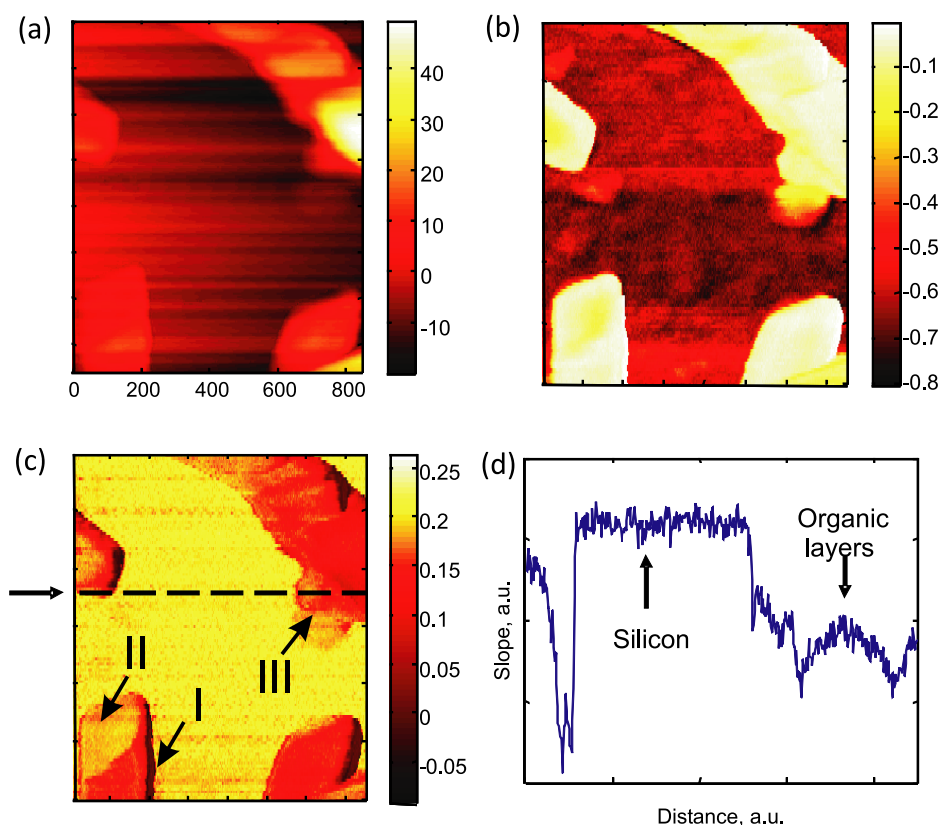 (a)
40
30
20
10
0
-10
0 200 400 600 800
(b)
-0.1
-0.2
-0.3
-0.4
-0.5
-0.6
-0.7
-0.8
(c)
II
I
III
0.25
0.2
0.15
0.1
0.05
0
-0.05
(d)
Slope, a.u.
Silicon
Organic
layers
Distance, a.u.